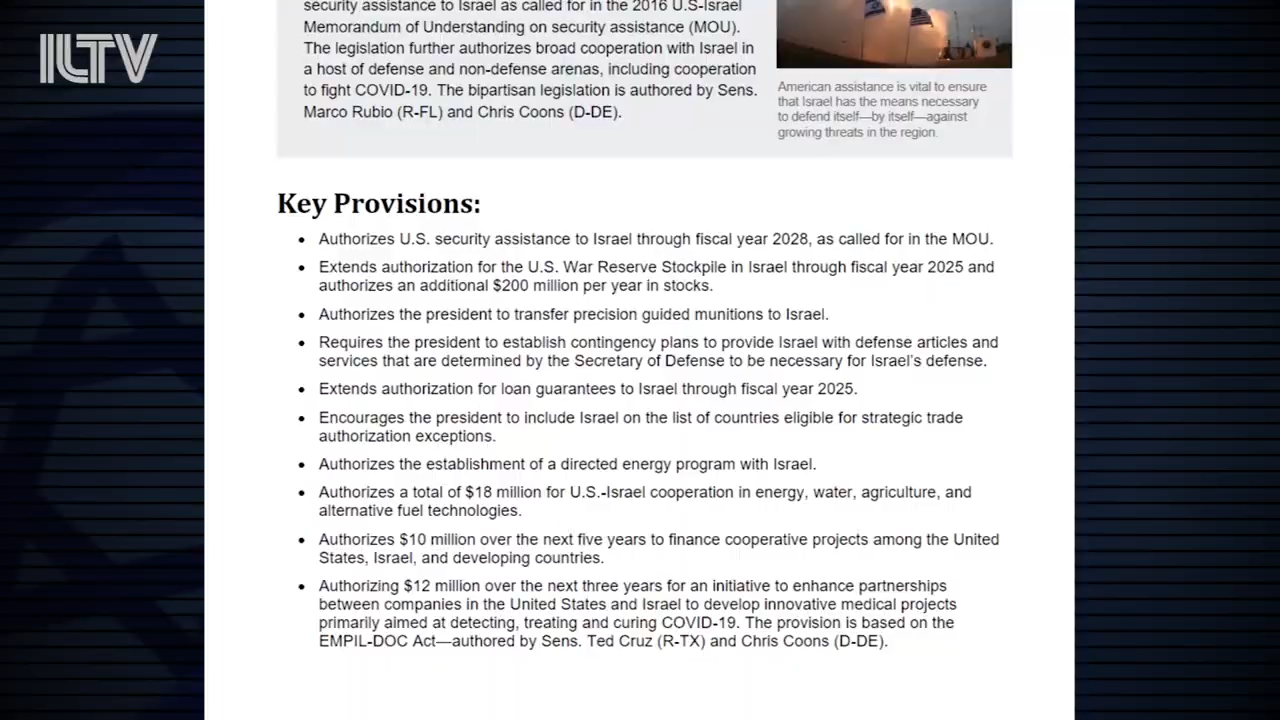 ILTV
security assistance to Israel as called for in the 2016 U.S-Israel
Memorandum of Understanding on security assistance (MOU).
The legislation further authorizes broad cooperation with Israel in
a host of defense and non-defense arenas, including cooperation
to fight COVID-19. The bipartisan legislation is authored by Sens.
Marco Rubio (R-FL) and Chris Coons (D-DE).
American assistance is vital to ensure
that Israel has the means necessary
to defend itself—by itself—against
growing threats in the region.
Key Provisions:
• Authorizes U.S. security assistance to Israel through fiscal year 2028, as called for in the MOU.
• Extends authorization for the U.S. War Reserve Stockpile in Israel through fiscal year 2025 and
authorizes an additional $200 million per year in stocks.
• Authorizes the president to transfer precision guided munitions to Israel.
• Requires the president to establish contingency plans to provide Israel with defense articles and
services that are determined by the Secretary of Defense to be necessary for Israel's defense.
• Extends authorization for loan guarantees to Israel through fiscal year 2025.
• Encourages the president to include Israel on the list of countries eligible for strategic trade
authorization exceptions.
• Authorizes the establishment of a directed energy program with Israel.
• Authorizes a total of $18 million for U.S.-Israel cooperation in energy, water, agriculture, and
alternative fuel technologies.
• Authorizes $10 million over the next five years to finance cooperative projects among the United
States, Israel, and developing countries.
• Authorizing $12 million over the next three years for an initiative to enhance partnerships
between companies in the United States and Israel to develop innovative medical projects
primarily aimed at detecting, treating and curing COVID-19. The provision is based on the
EMPIL-DOC Act—authored by Sens. Ted Cruz (R-TX) and Chris Coons (D-DE).